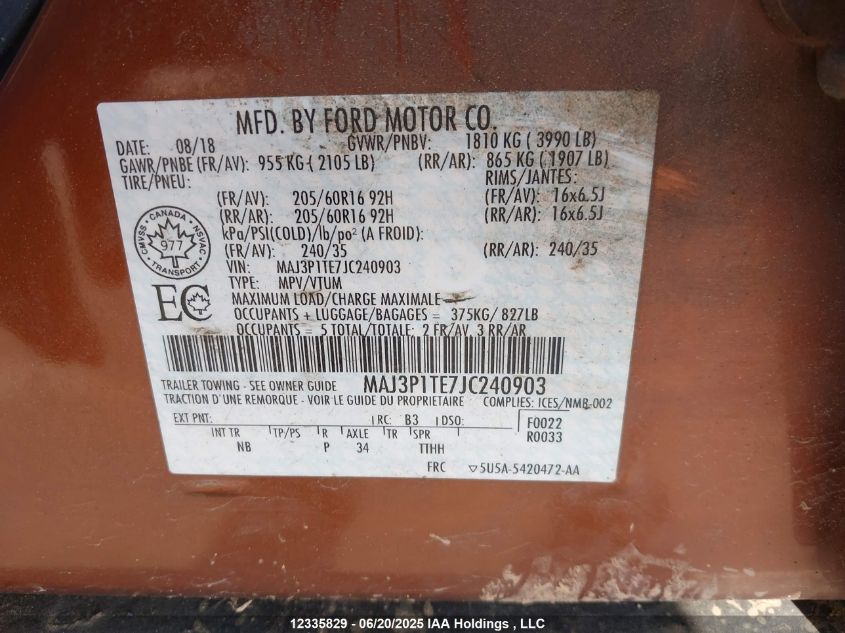 MFD. BY FORD MOTOR CO.
DATE: 08/18 GVWR/PNBV: 1810 KG ( 3990 LB)
GAWR/PNBE (FR/AV): 955 KG ( 2105 LB) (RR/AR): 865 KG ( 1907 LB)
TIRE/PNEU: RIMS/JANTES:
(FR/AV): 205/60R16 92H (FR/AV): 16x6.5J
(RR/AR): 205/60R16 92H (RR/AR): 16x6.5J
kPa/PSI(COLD)/lb/po² (A FROID):
(FR/AV): 240/35 (RR/AR): 240/35
CMVSS · CANADA · NSVAC
977
· TRANSPORT ·
VIN: MAJ3P1TE7JC240903
TYPE: MPV/VTUM
EC
MAXIMUM LOAD/CHARGE MAXIMALE
OCCUPANTS + LUGGAGE/BAGAGES = 375KG/ 827LB
OCCUPANTS = 5 TOTAL/TOTALE: 2 FR/AV, 3 RR/AR
TRAILER TOWING - SEE OWNER GUIDE MAJ3P1TE7JC240903
TRACTION D'UNE REMORQUE - VOIR LE GUIDE DU PROPRIETAIRE COMPLIES: ICES/NMB-002
EXT PNT: RC: B3 DSO: F0022
R0033
INT TR TP/PS R AXLE TR SPR
NB P 34 TTHH
FRC ▽5U5A-5420472-AA
12335829 - 06/20/2025 IAA Holdings , LLC